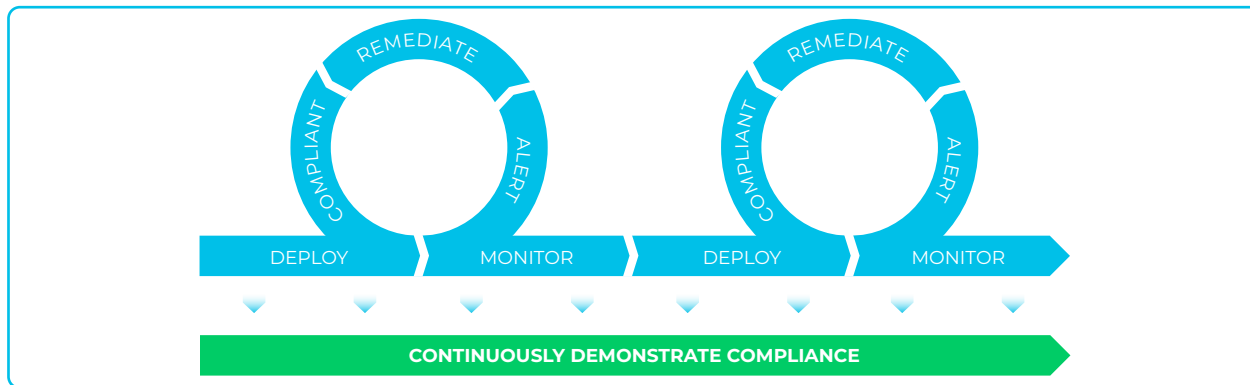 REMEDIATE
COMPLIANT
ALERT
REMEDIATE
COMPLIANT
ALERT
DEPLOY
MONITOR
DEPLOY
MONITOR
CONTINUOUSLY DEMONSTRATE COMPLIANCE